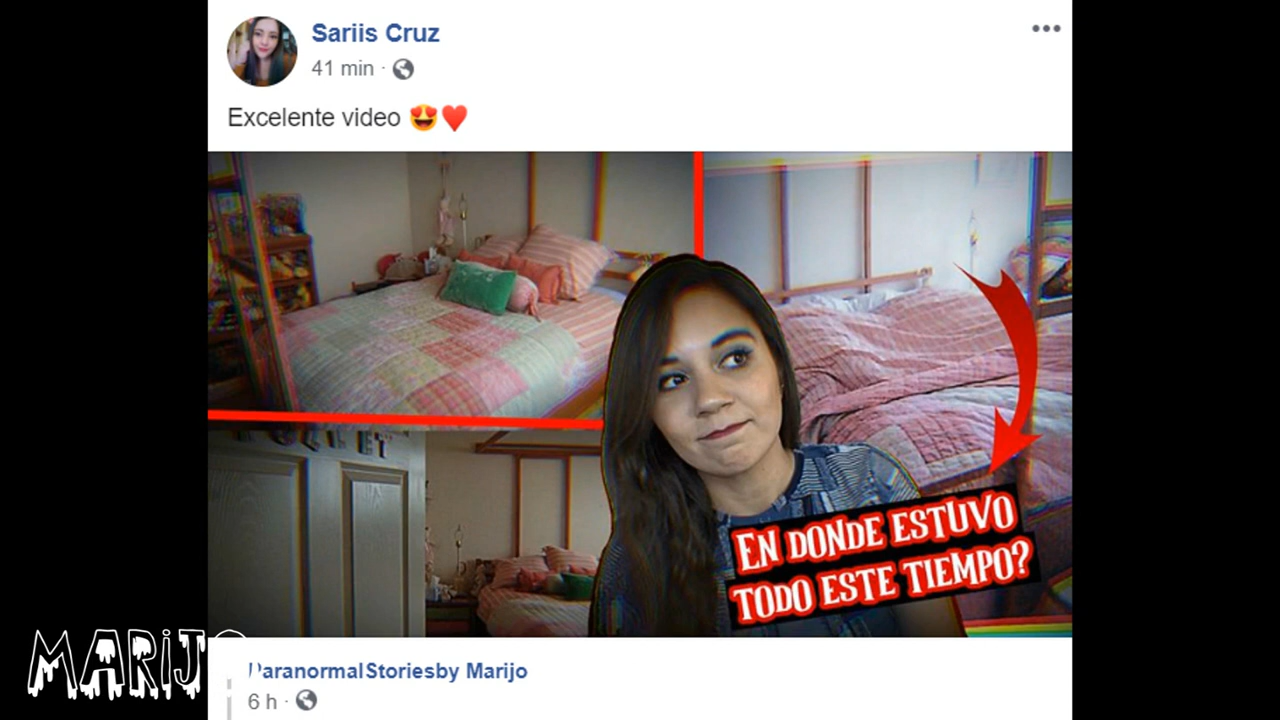 Sariis Cruz
41 min ·
Excelente video 😍❤️
EN DONDE ESTUVO
TODO ESTE TIEMPO?
MARIJO
ParanormalStoriesby Marijo
6 h ·